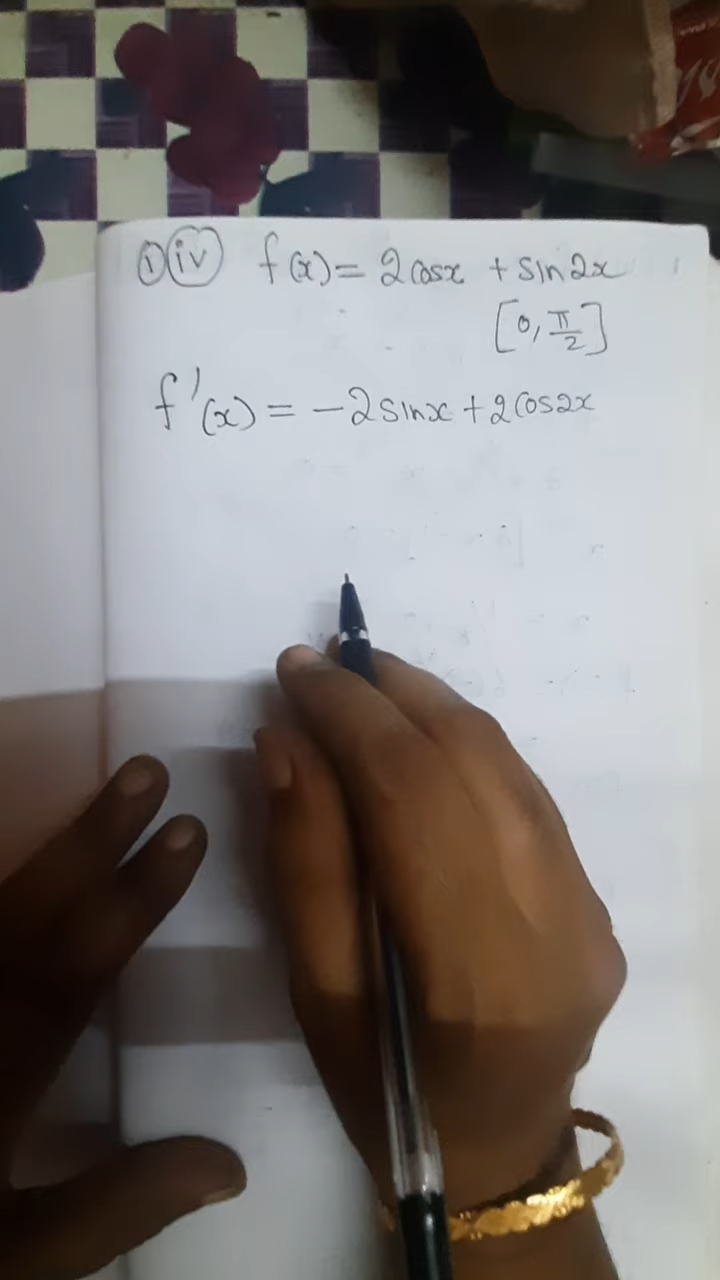 ① ⓘⓥ f(x) = 2cosx + sin2x
[0, π/2]
f'(x) = -2sinx + 2cos2x